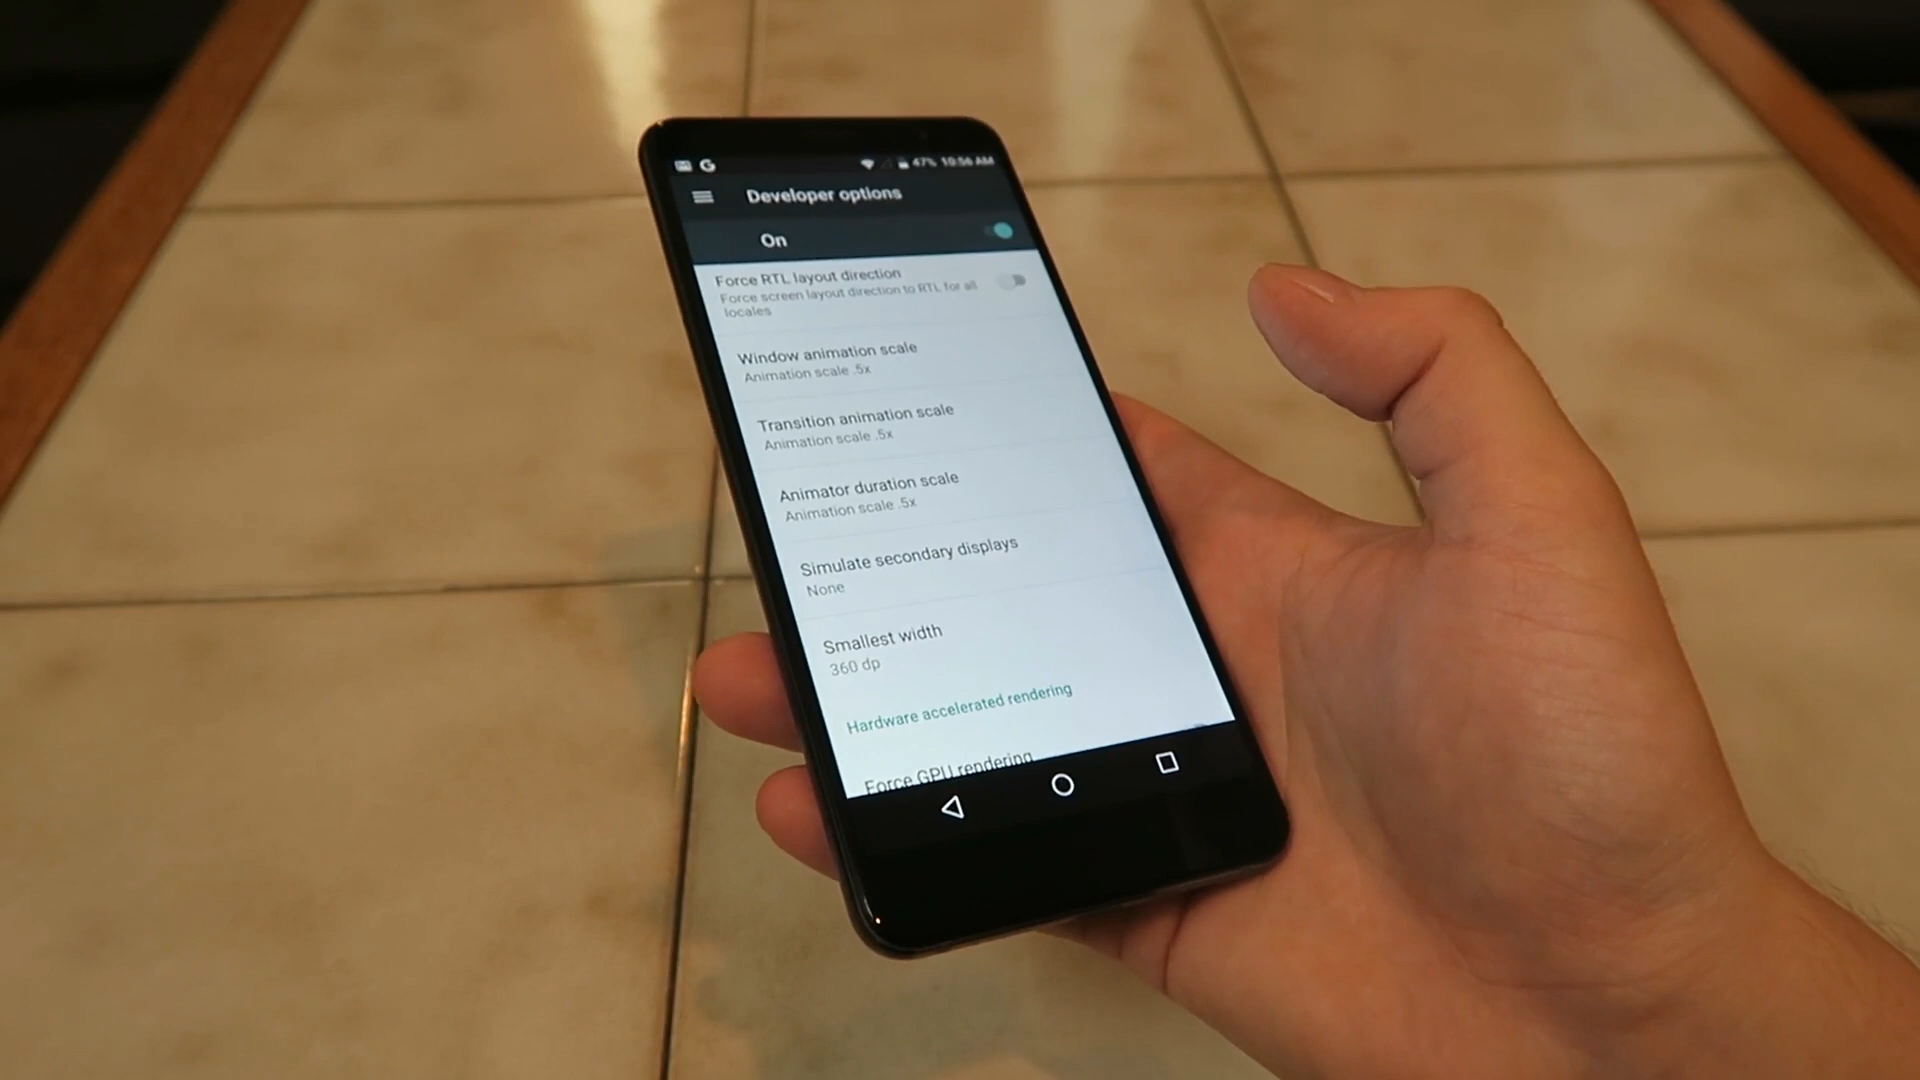 G 47% 10:56 AM
Developer options
On
Force RTL layout direction
Force screen layout direction to RTL for all
locales
Window animation scale
Animation scale .5x
Transition animation scale
Animation scale .5x
Animator duration scale
Animation scale .5x
Simulate secondary displays
None
Smallest width
360 dp
Hardware accelerated rendering
Force GPU rendering